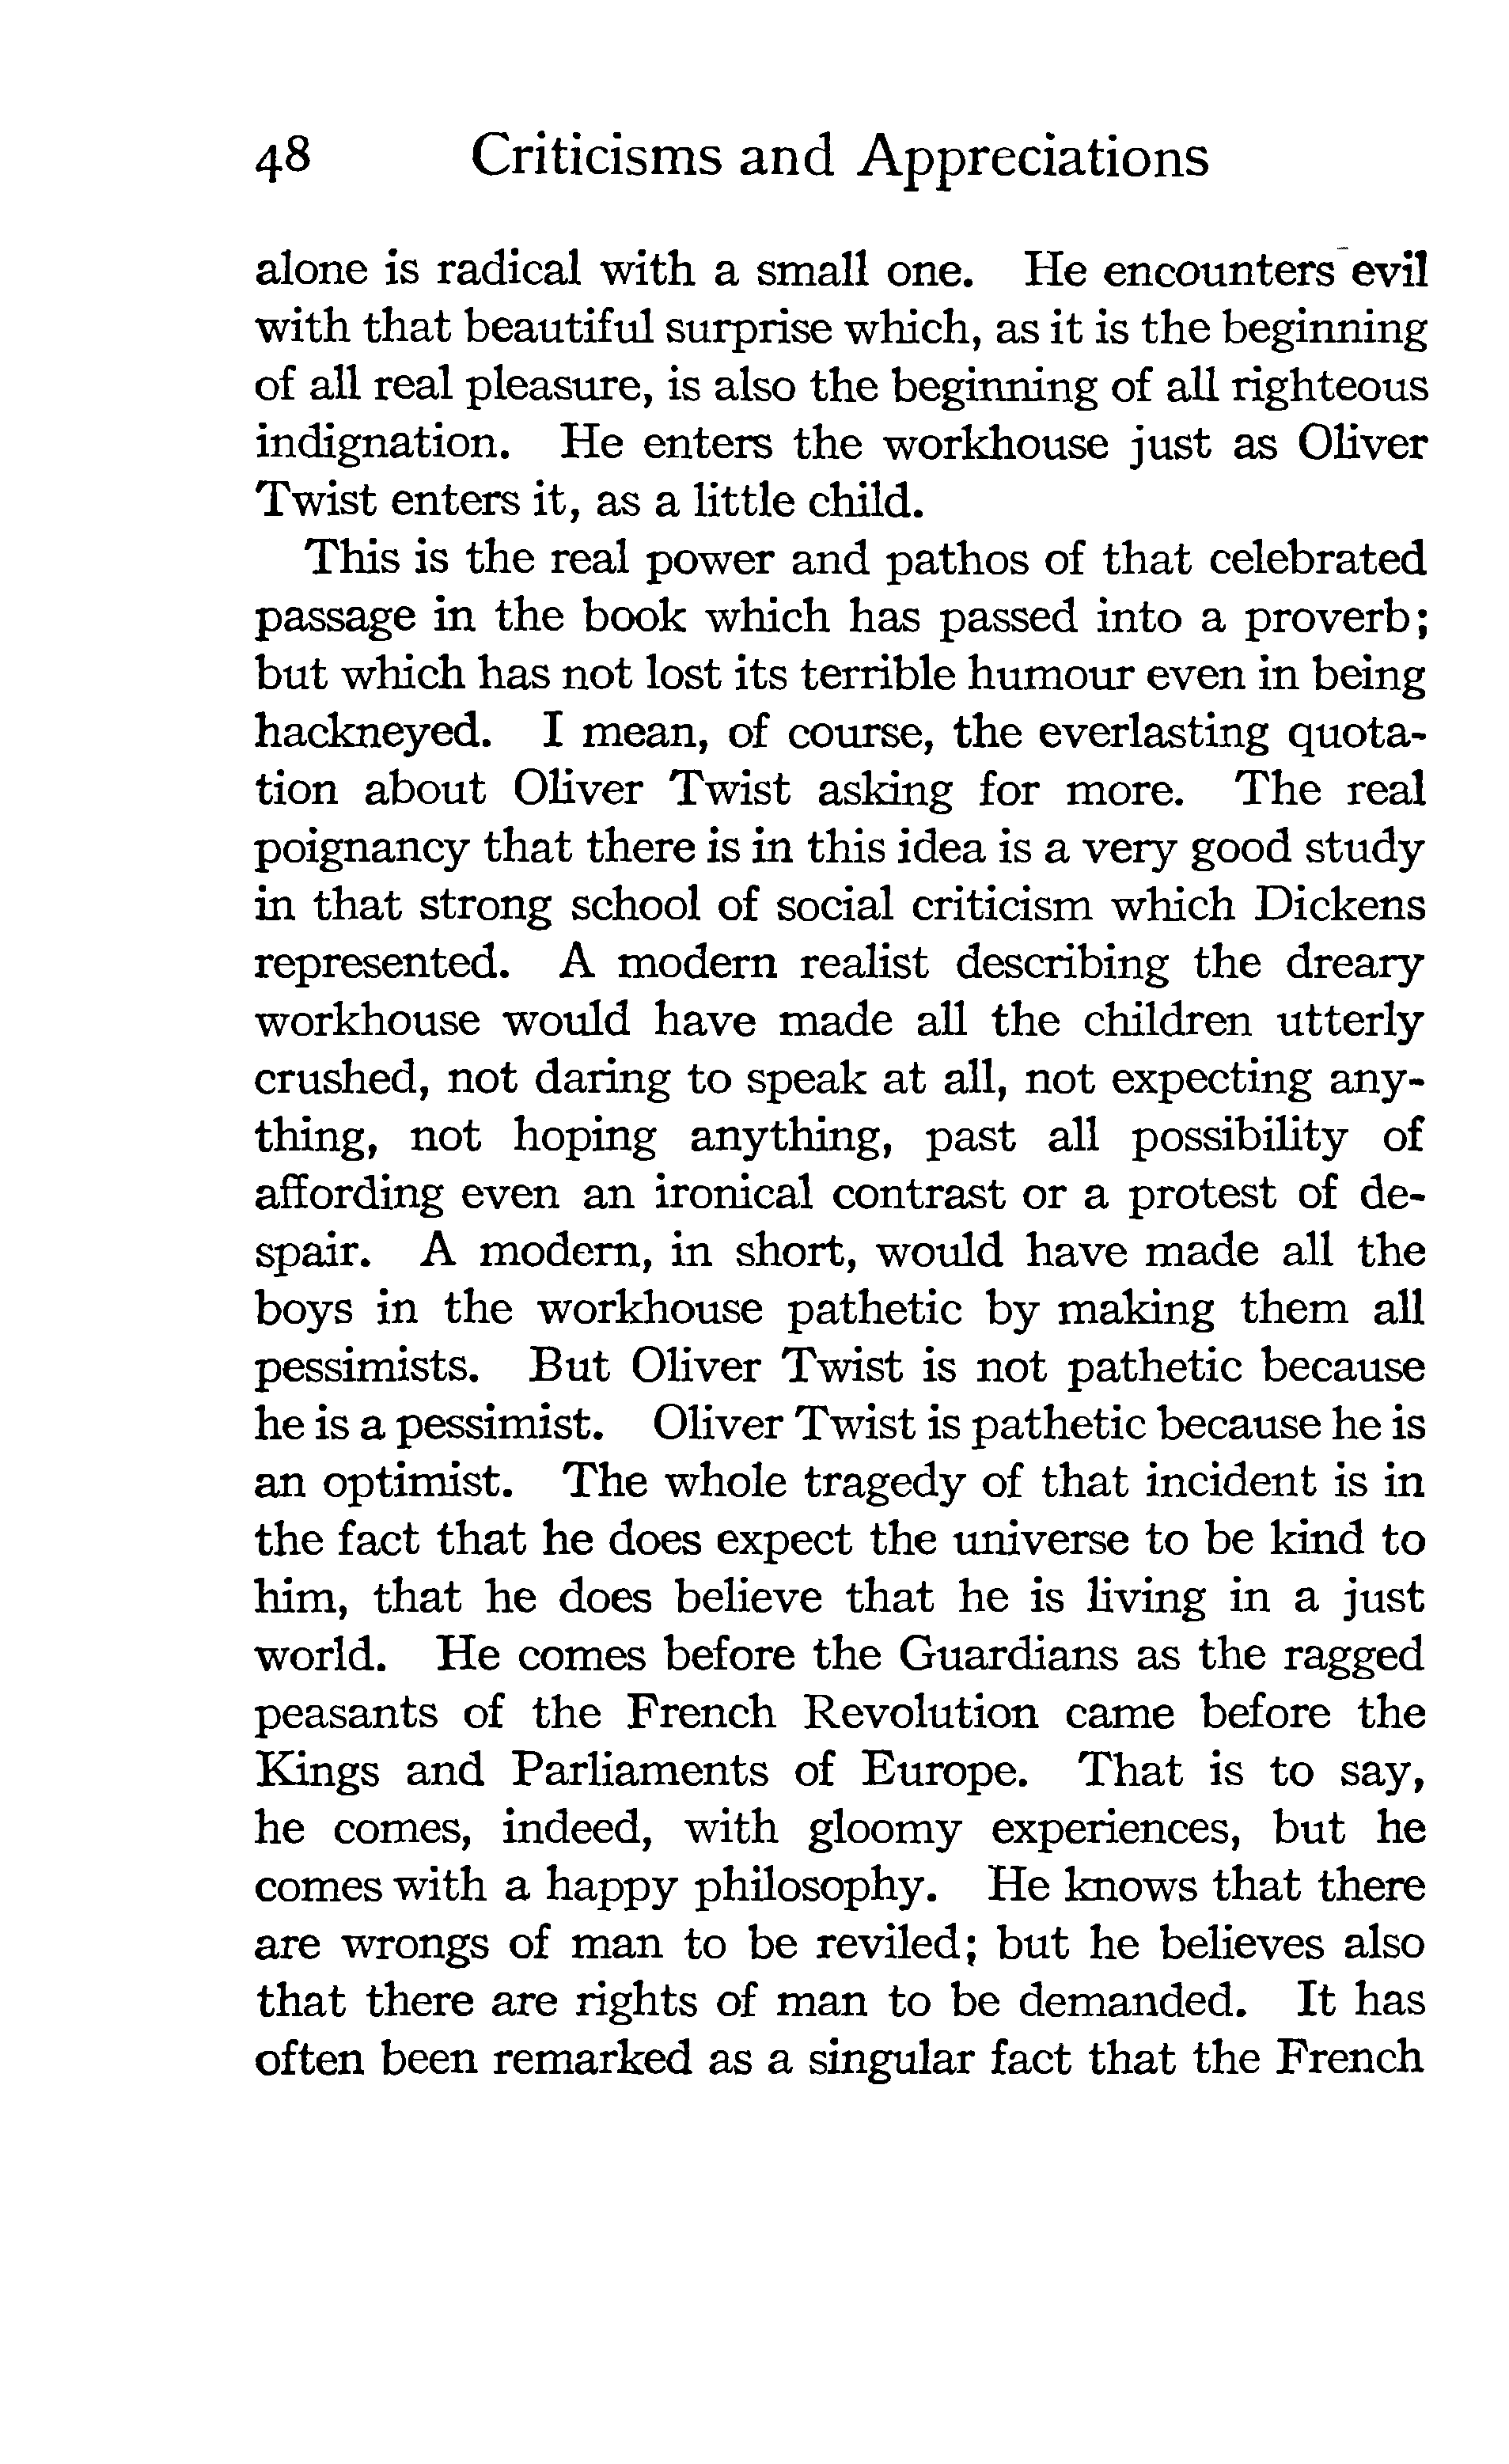 48 Criticisms and Appreciations
alone is radical with a small one. He encounters evil
with that beautiful surprise which, as it is the beginning
of all real pleasure, is also the beginning of all righteous
indignation. He enters the workhouse just as Oliver
Twist enters it, as a little child.
This is the real power and pathos of that celebrated
passage in the book which has passed into a proverb;
but which has not lost its terrible humour even in being
hackneyed. I mean, of course, the everlasting quota-
tion about Oliver Twist asking for more. The real
poignancy that there is in this idea is a very good study
in that strong school of social criticism which Dickens
represented. A modern realist describing the dreary
workhouse would have made all the children utterly
crushed, not daring to speak at all, not expecting any-
thing, not hoping anything, past all possibility of
affording even an ironical contrast or a protest of de-
spair. A modern, in short, would have made all the
boys in the workhouse pathetic by making them all
pessimists. But Oliver Twist is not pathetic because
he is a pessimist. Oliver Twist is pathetic because he is
an optimist. The whole tragedy of that incident is in
the fact that he does expect the universe to be kind to
him, that he does believe that he is living in a just
world. He comes before the Guardians as the ragged
peasants of the French Revolution came before the
Kings and Parliaments of Europe. That is to say,
he comes, indeed, with gloomy experiences, but he
comes with a happy philosophy. He knows that there
are wrongs of man to be reviled; but he believes also
that there are rights of man to be demanded. It has
often been remarked as a singular fact that the French